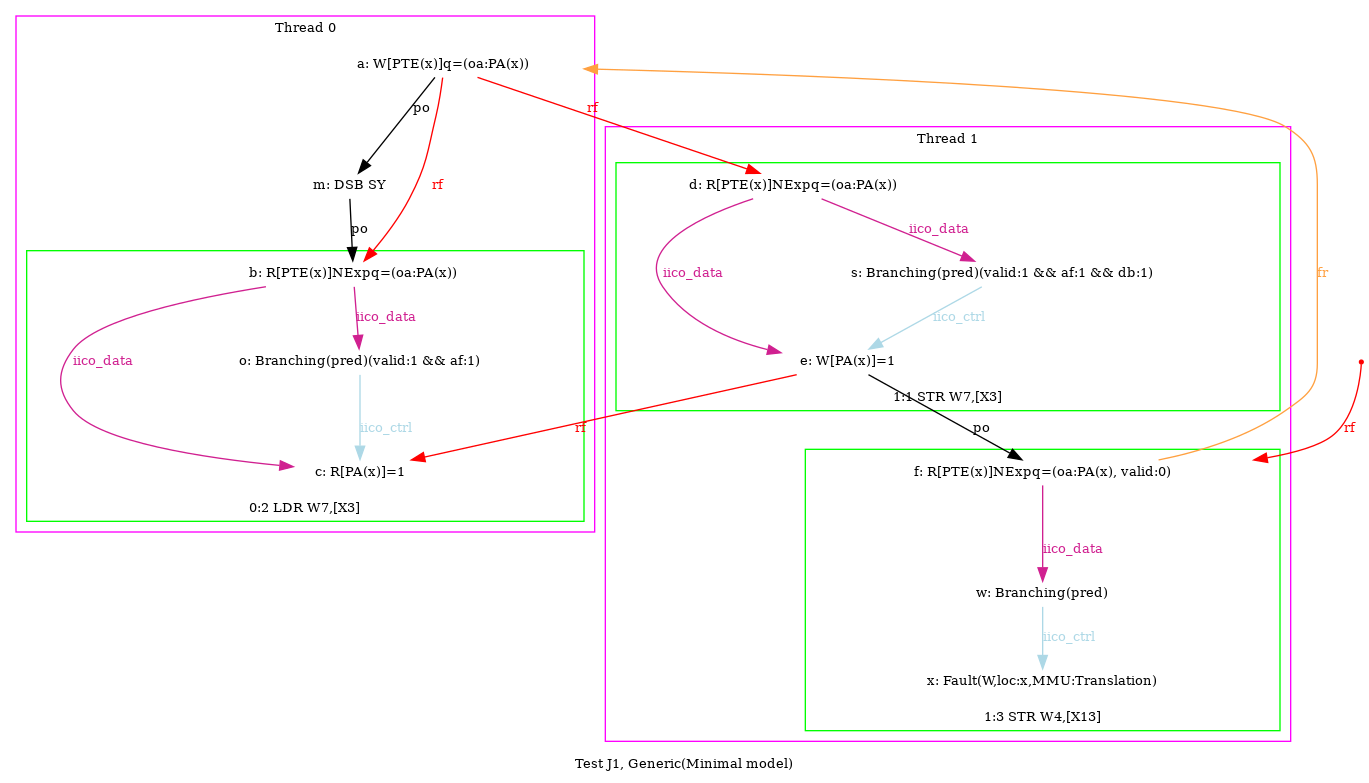 Thread 0
a: W[PTE(x)]q=(oa:PA(x))
po
rf
Thread 1
m: DSB SY
rf
d: R[PTE(x)]NExpq=(oa:PA(x))
po
iico_data
b: R[PTE(x)]NExpq=(oa:PA(x))
iico_data
s: Branching(pred)(valid:1 && af:1 && db:1)
fr
iico_data
iico_ctrl
iico_data
o: Branching(pred)(valid:1 && af:1)
e: W[PA(x)]=1
1:1 STR W7,[X3]
iico_ctrl
rf
po
rf
c: R[PA(x)]=1
f: R[PTE(x)]NExpq=(oa:PA(x), valid:0)
0:2 LDR W7,[X3]
iico_data
w: Branching(pred)
iico_ctrl
x: Fault(W,loc:x,MMU:Translation)
1:3 STR W4,[X13]
Test J1, Generic(Minimal model)